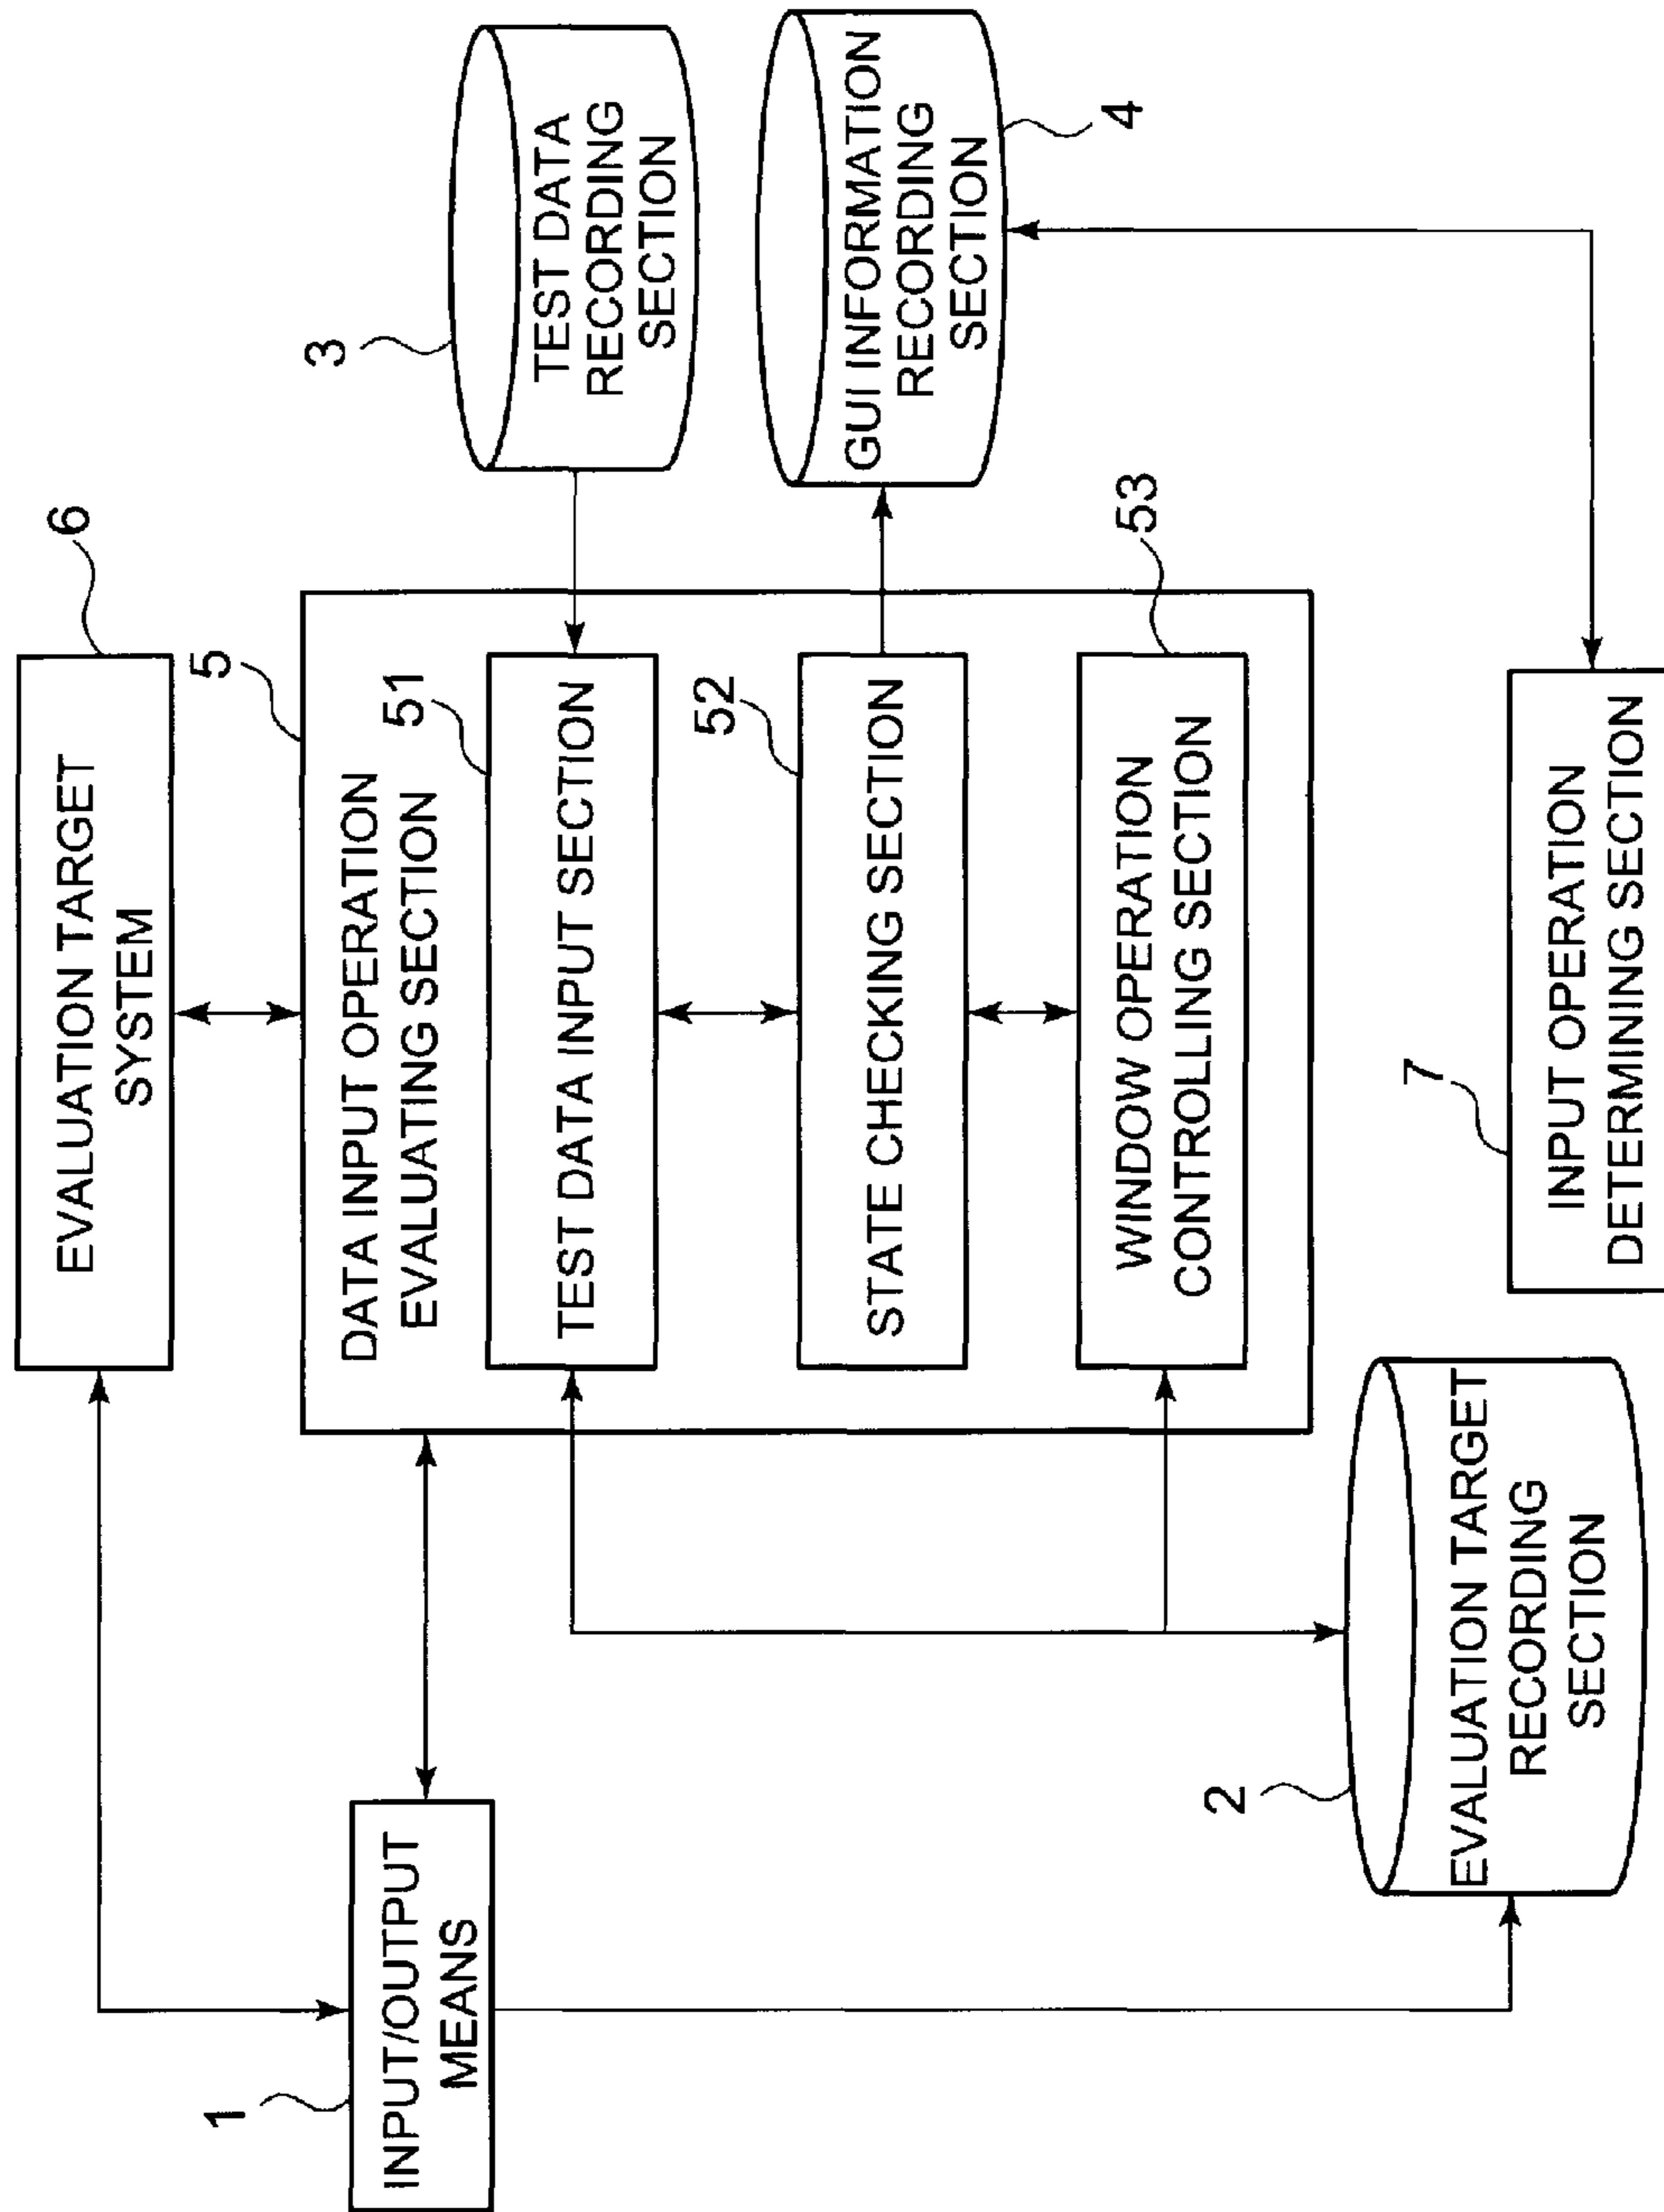 EVALUATION TARGET
SYSTEM
6
5
DATA INPUT OPERATION
EVALUATING SECTION
51
TEST DATA INPUT SECTION
52
STATE CHECKING SECTION
53
WINDOW OPERATION
CONTROLLING SECTION
3
TEST DATA
RECORDING
SECTION
4
GUI INFORMATION
RECORDING
SECTION
1
INPUT/OUTPUT
MEANS
2
EVALUATION TARGET
RECORDING
SECTION
7
INPUT OPERATION
DETERMINING SECTION